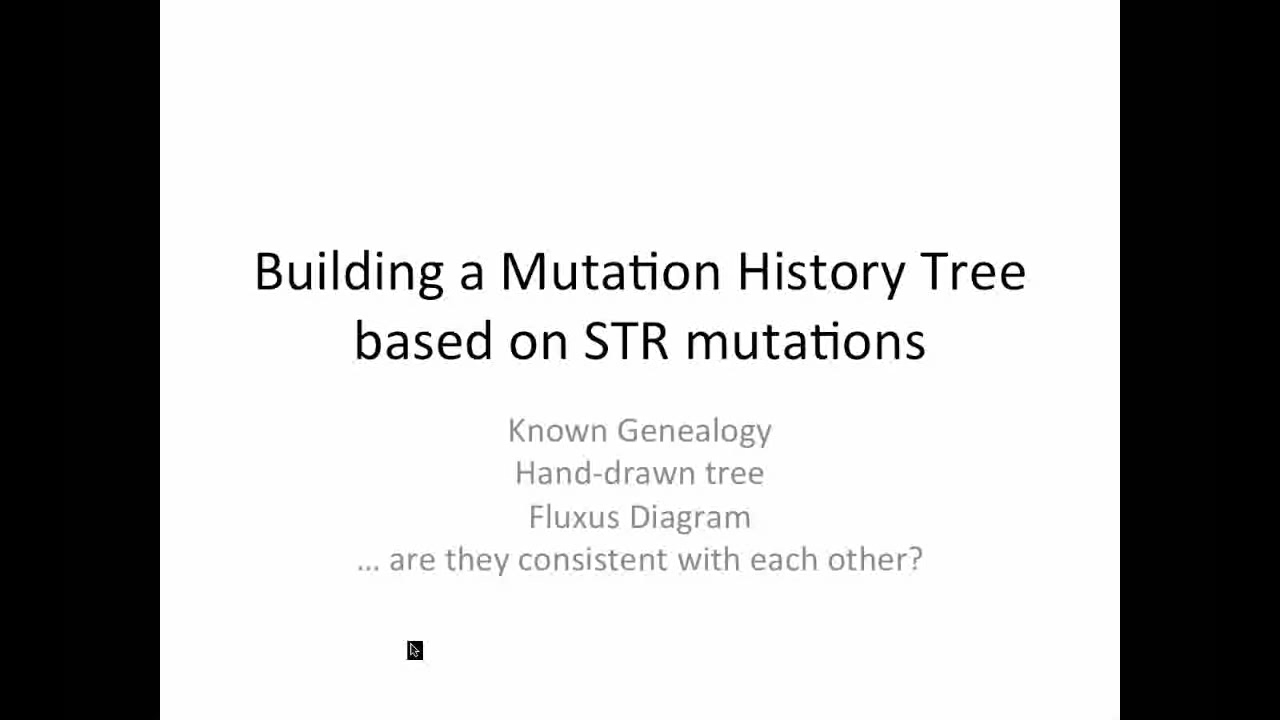 Building a Mutation History Tree
based on STR mutations
Known Genealogy
Hand-drawn tree
Fluxus Diagram
... are they consistent with each other?